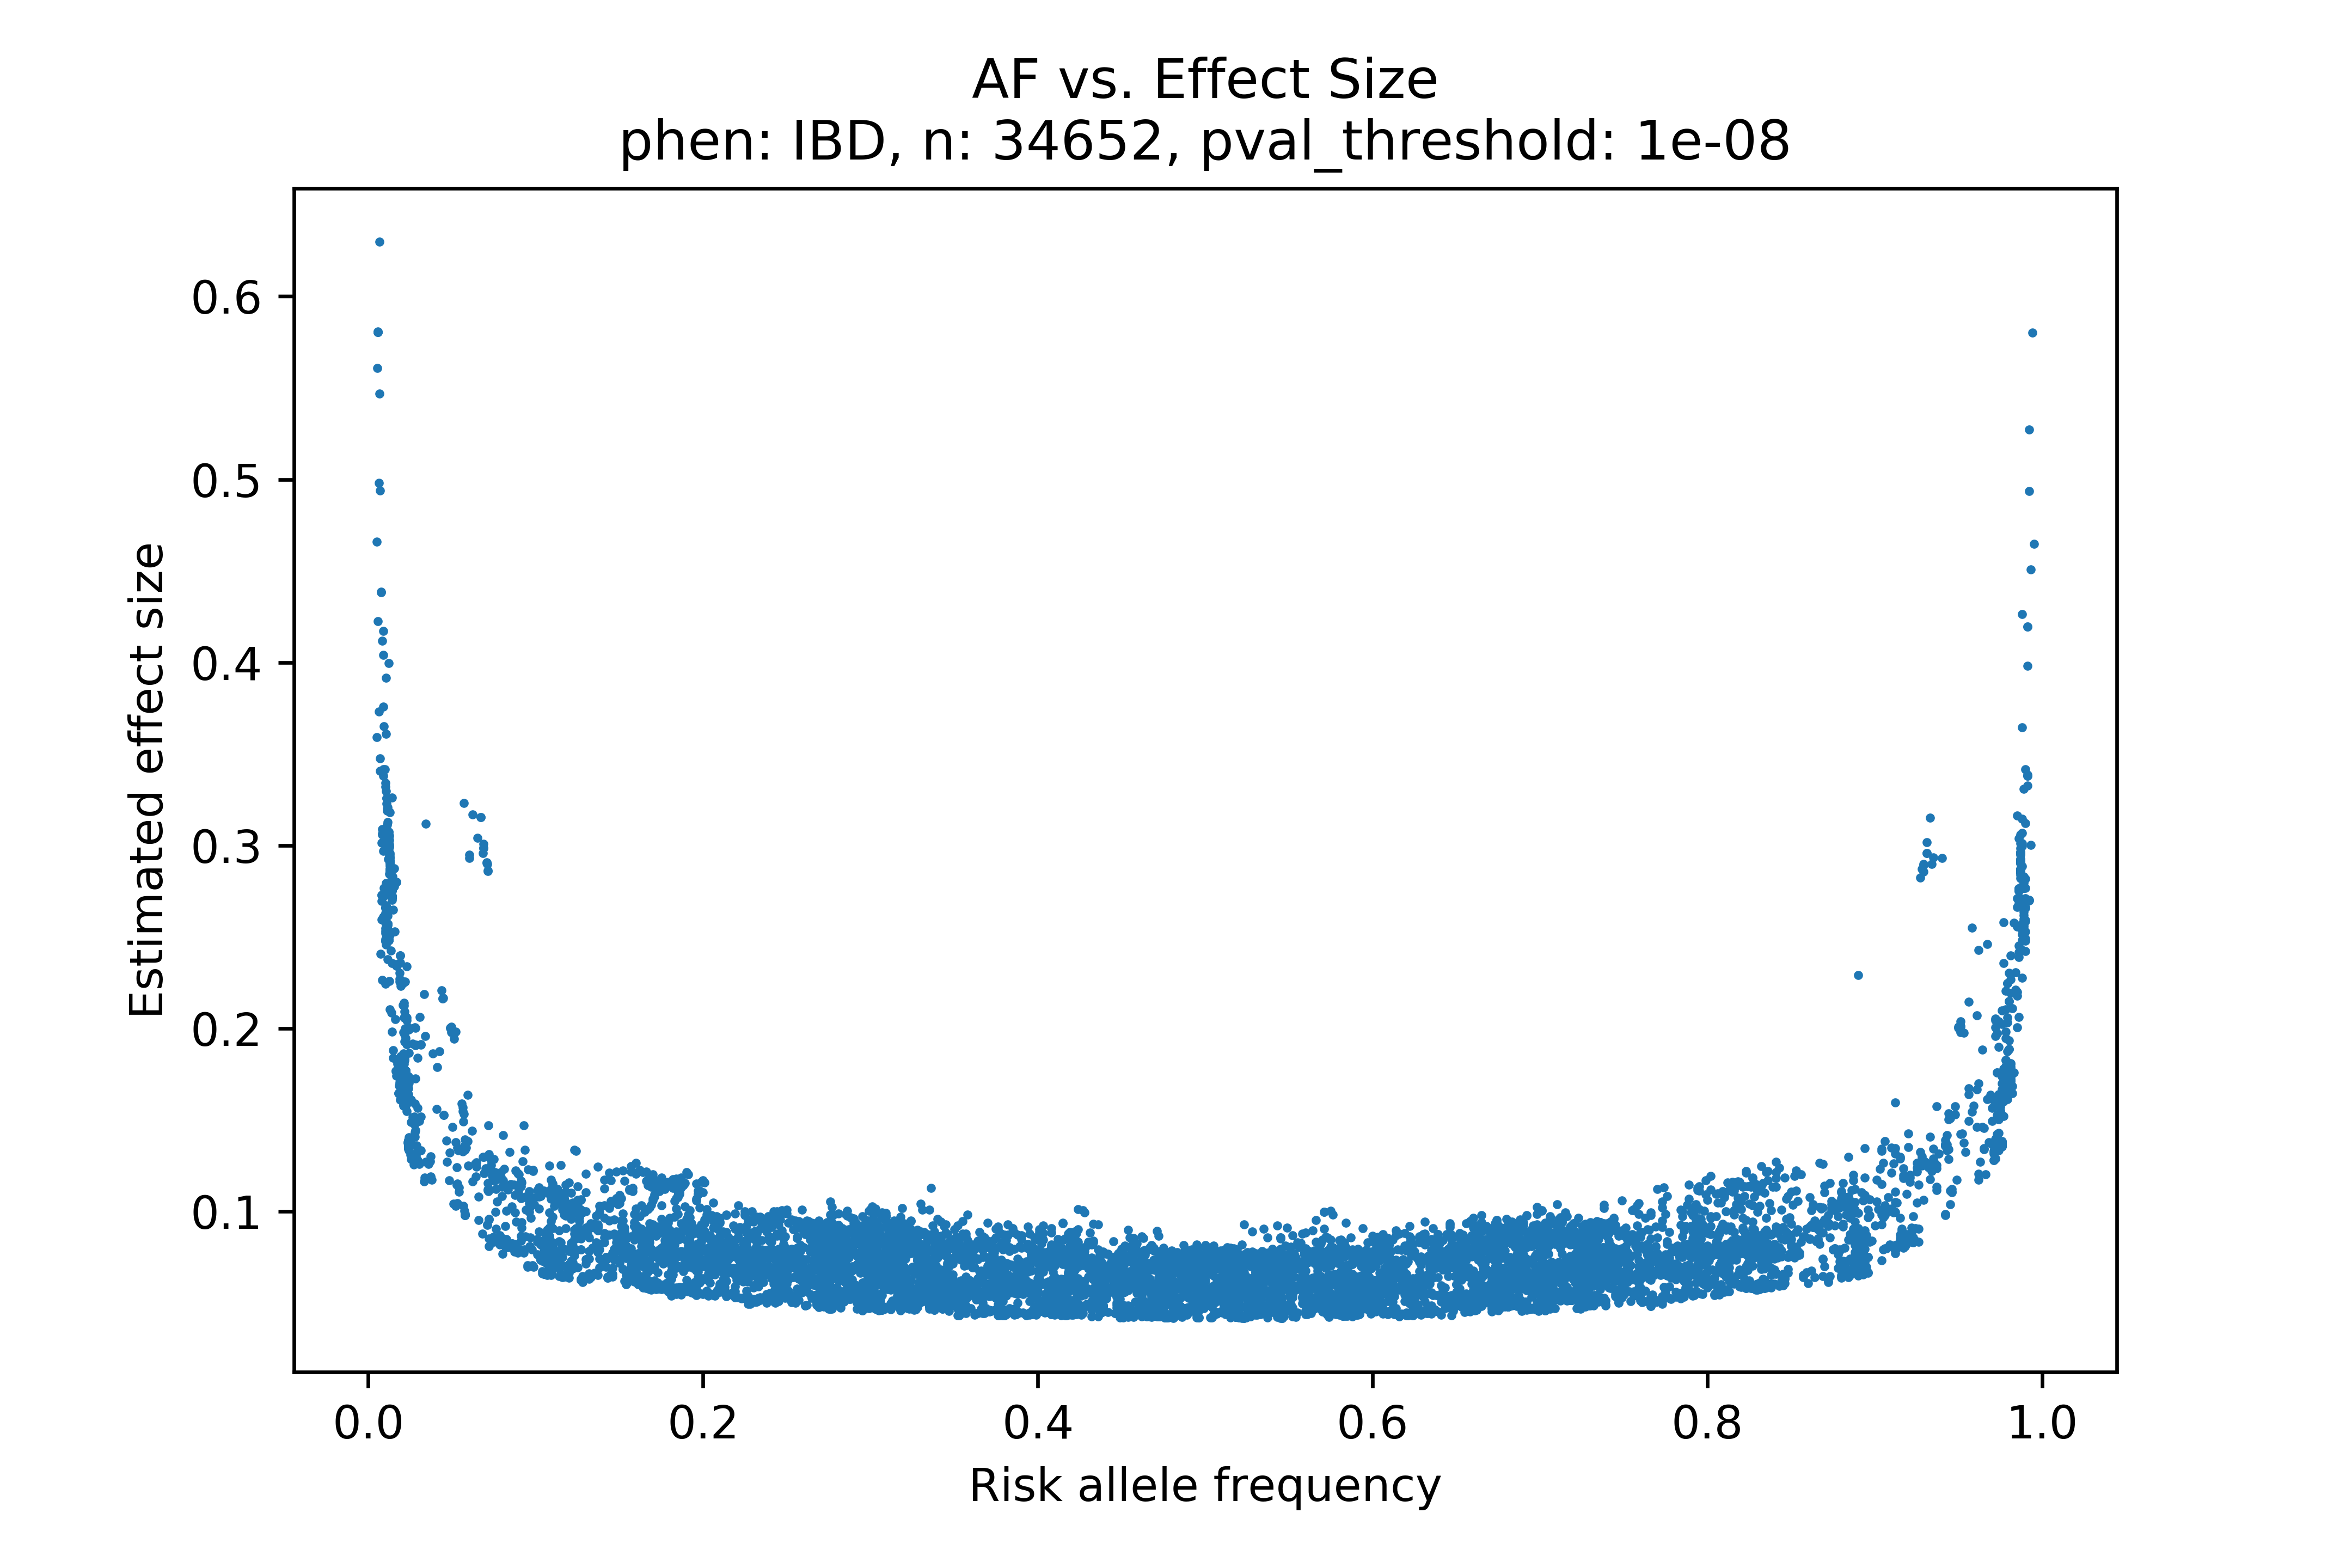 AF vs. Effect Size
phen: IBD, n: 34652, pval_threshold: 1e-08
Estimated effect size
0.6
0.5
0.4
0.3
0.2
0.1
0.0 0.2 0.4 0.6 0.8 1.0
Risk allele frequency